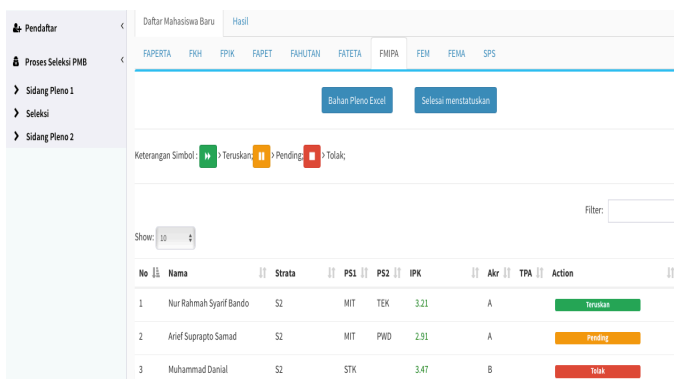 Pendaftar
Proses Seleksi PMB
Sidang Pleno 1
Seleksi
Sidang Pleno 2
Daftar Mahasiswa Baru Hasil
FAPERTA FKH FPIK FAPET FAHUTAN FATETA FMIPA FEM FEMA SPS
Bahan Pleno Excel Selesai menstatuskan
Keterangan Simbol : > Teruskan; > Pending; > Tolak;
Filter:
Show: 10
No Nama Strata PS1 PS2 IPK Akr TPA Action
1 Nur Rahmah Syarif Bando S2 MIT TEK 3.21 A Teruskan
2 Arief Suprapto Samad S2 MIT PWD 2.91 A Pending
3 Muhammad Danial S2 STK 3.47 B Tolak